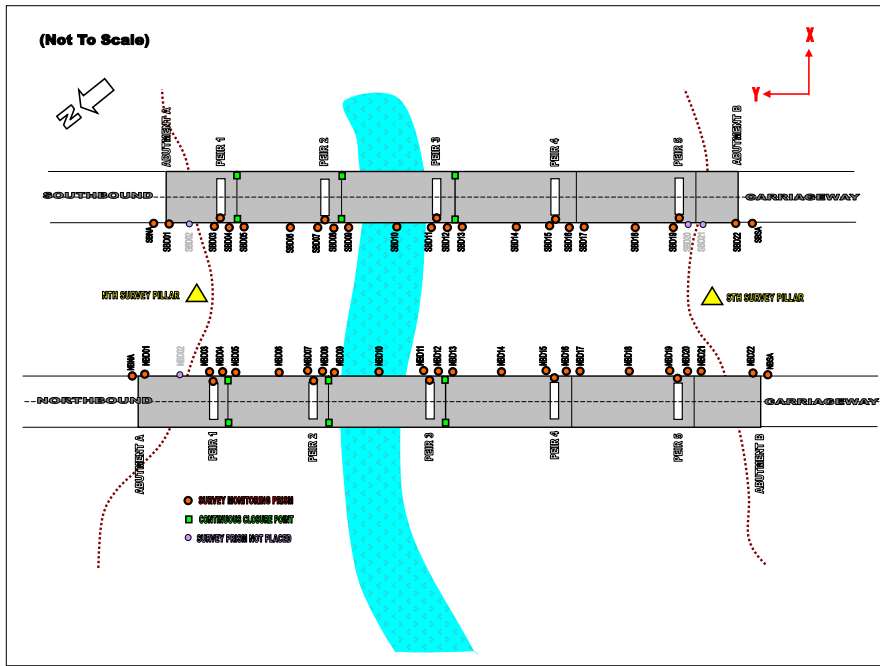 (Not To Scale)
X
Y
N
ABUTMENT A
PEIR 1
PEIR 2
PEIR 3
PEIR 4
PEIR 5
ABUTMENT B
SOUTHBOUND
CARRIAGEWAY
SBNA
SBD01
SBD02
SBD03
SBD04
SBD05
SBD06
SBD07
SBD08
SBD09
SBD10
SBD11
SBD12
SBD13
SBD14
SBD15
SBD16
SBD17
SBD18
SBD19
SBD20
SBD21
SBD22
SBSA
NTH SURVEY PILLAR
STH SURVEY PILLAR
NBNA
NBD01
NBD02
NBD03
NBD04
NBD05
NBD06
NBD07
NBD08
NBD09
NBD10
NBD11
NBD12
NBD13
NBD14
NBD15
NBD16
NBD17
NBD18
NBD19
NBD20
NBD21
NBD22
NBSA
NORTHBOUND
CARRIAGEWAY
ABUTMENT A
PEIR 1
PEIR 2
PEIR 3
PEIR 4
PEIR 5
ABUTMENT B
SURVEY MONITORING PRISM
CONTINUOUS CLOSURE POINT
SURVEY PRISM NOT PLACED